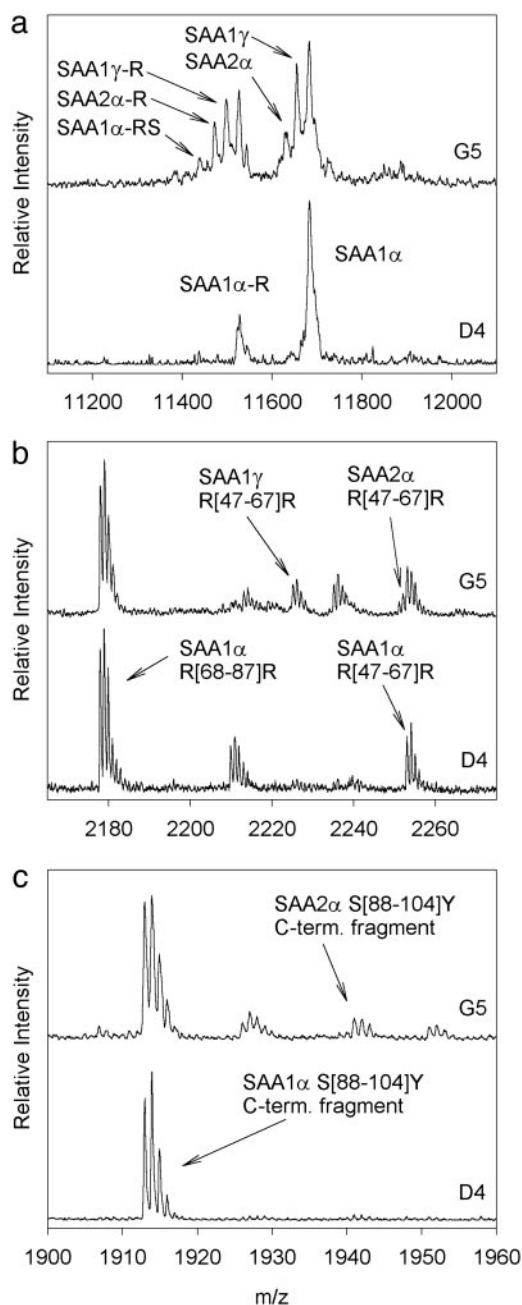 a
Relative Intensity
SAA1γ
SAA2α
SAA1γ-R
SAA2α-R
SAA1α-RS
G5
SAA1α
SAA1α-R
D4
11200 11400 11600 11800 12000
b
Relative Intensity
SAA1γ
R[47-67]R
SAA2α
R[47-67]R
G5
SAA1α
R[68-87]R
SAA1α
R[47-67]R
D4
2180 2200 2220 2240 2260
c
Relative Intensity
SAA2α S[88-104]Y
C-term. fragment
G5
SAA1α S[88-104]Y
C-term. fragment
D4
1900 1910 1920 1930 1940 1950 1960
m/z